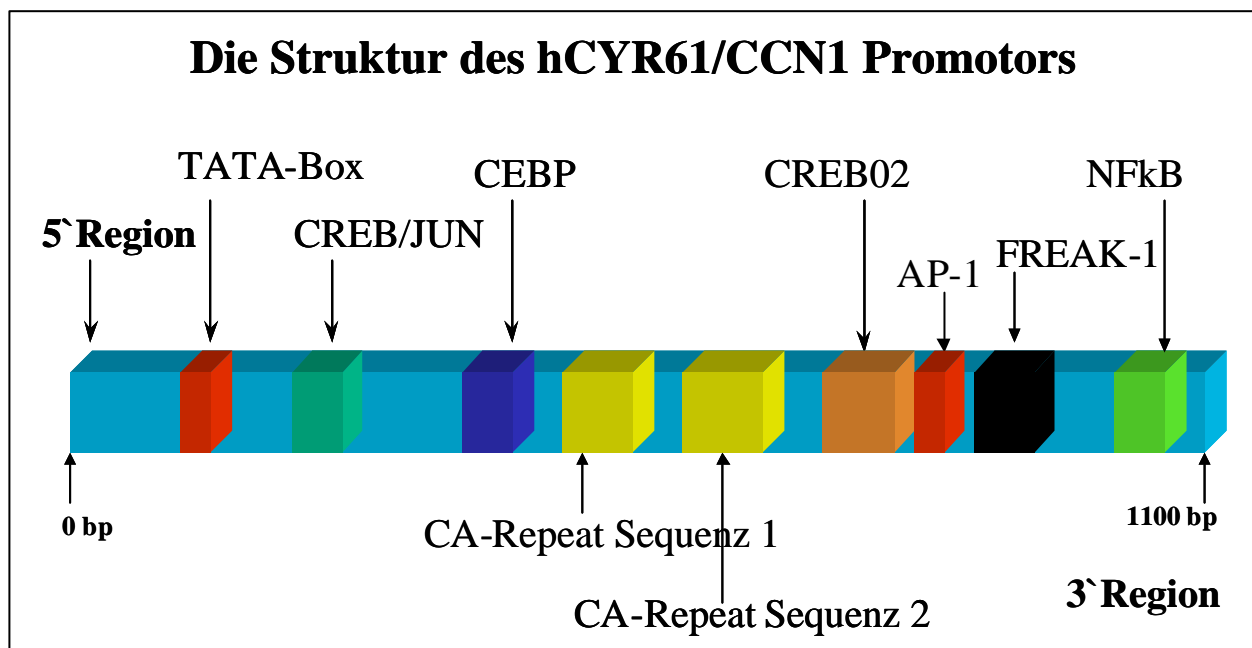 Die Struktur des hCYR61/CCN1 Promotors
TATA-Box
CEBP
CREB02
NFkB
5`Region
CREB/JUN
AP-1
FREAK-1
0 bp
1100 bp
CA-Repeat Sequenz 1
3`Region
CA-Repeat Sequenz 2